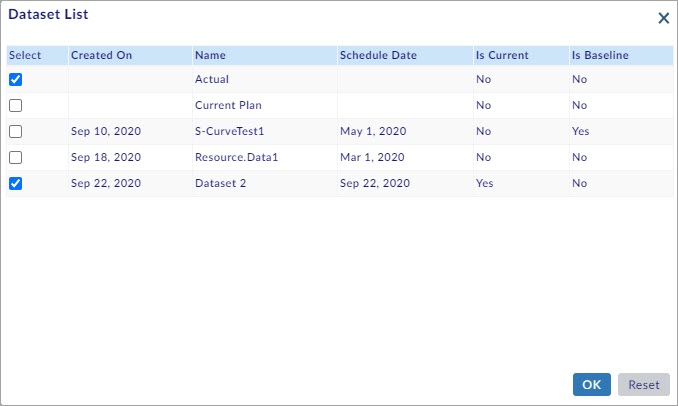 Dataset List
Select Created On Name Schedule Date Is Current Is Baseline
Actual No No
Current Plan No No
Sep 10, 2020 S-CurveTest1 May 1, 2020 No Yes
Sep 18, 2020 Resource.Data1 Mar 1, 2020 No No
Sep 22, 2020 Dataset 2 Sep 22, 2020 Yes No
OK Reset